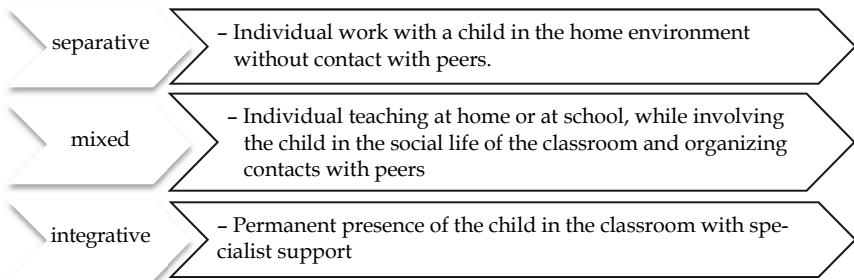 separative
– Individual work with a child in the home environment
without contact with peers.
mixed
– Individual teaching at home or at school, while involving
the child in the social life of the classroom and organizing
contacts with peers
integrative
– Permanent presence of the child in the classroom with spe-
cialist support